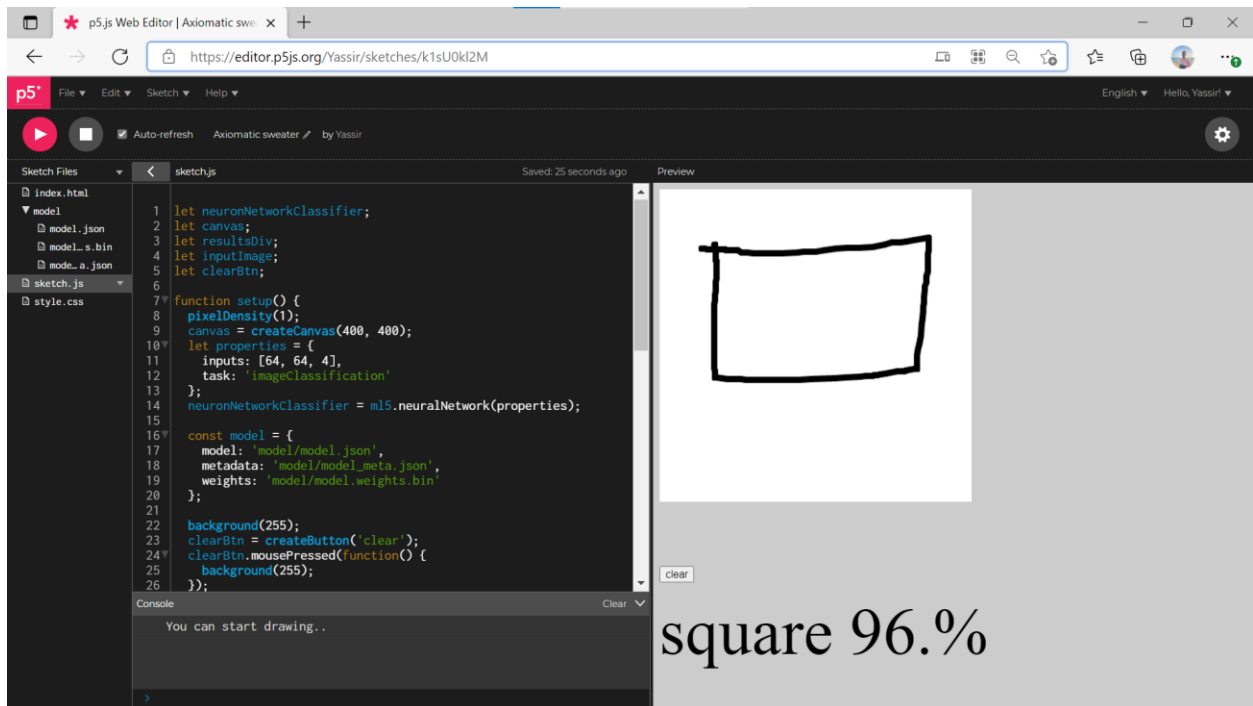 p5.js Web Editor | Axiomatic swe
https://editor.p5js.org/Yassir/sketches/k1sU0kl2M
p5* File Edit Sketch Help English Hello, Yassir!
Auto-refresh Axiomatic sweater by Yassir
Sketch Files sketch.js Saved: 25 seconds ago Preview
index.html
model
model.json
model…s.bin
mode…a.json
sketch.js
style.css
1 let neuronNetworkClassifier;
2 let canvas;
3 let resultsDiv;
4 let inputImage;
5 let clearBtn;
6
7 function setup() {
8 pixelDensity(1);
9 canvas = createCanvas(400, 400);
10 let properties = {
11 inputs: [64, 64, 4],
12 task: 'imageClassification'
13 };
14 neuronNetworkClassifier = ml5.neuralNetwork(properties);
15
16 const model = {
17 model: 'model/model.json',
18 metadata: 'model/model_meta.json',
19 weights: 'model/model.weights.bin'
20 };
21
22 background(255);
23 clearBtn = createButton('clear');
24 clearBtn.mousePressed(function() {
25 background(255);
26 });
Console Clear
You can start drawing..
clear
square 96.%